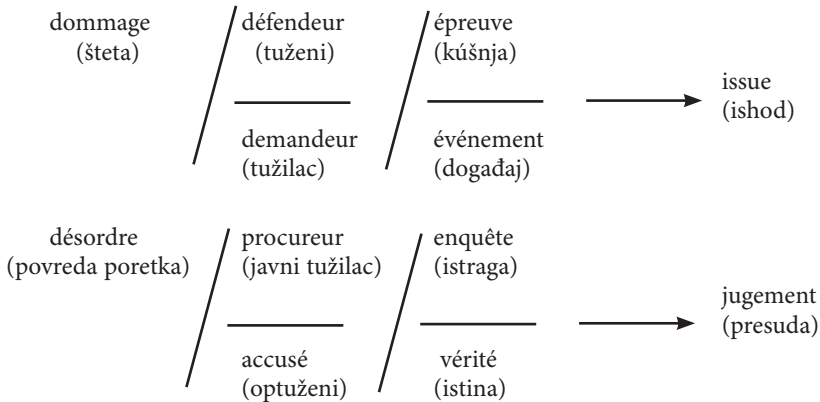 dommage
(šteta)
défendeur
(tuženi)
demandeur
(tužilac)
épreuve
(kúšnja)
événement
(događaj)
issue
(ishod)
désordre
(povreda poretka)
procureur
(javni tužilac)
accusé
(optuženi)
enquête
(istraga)
vérité
(istina)
jugement
(presuda)